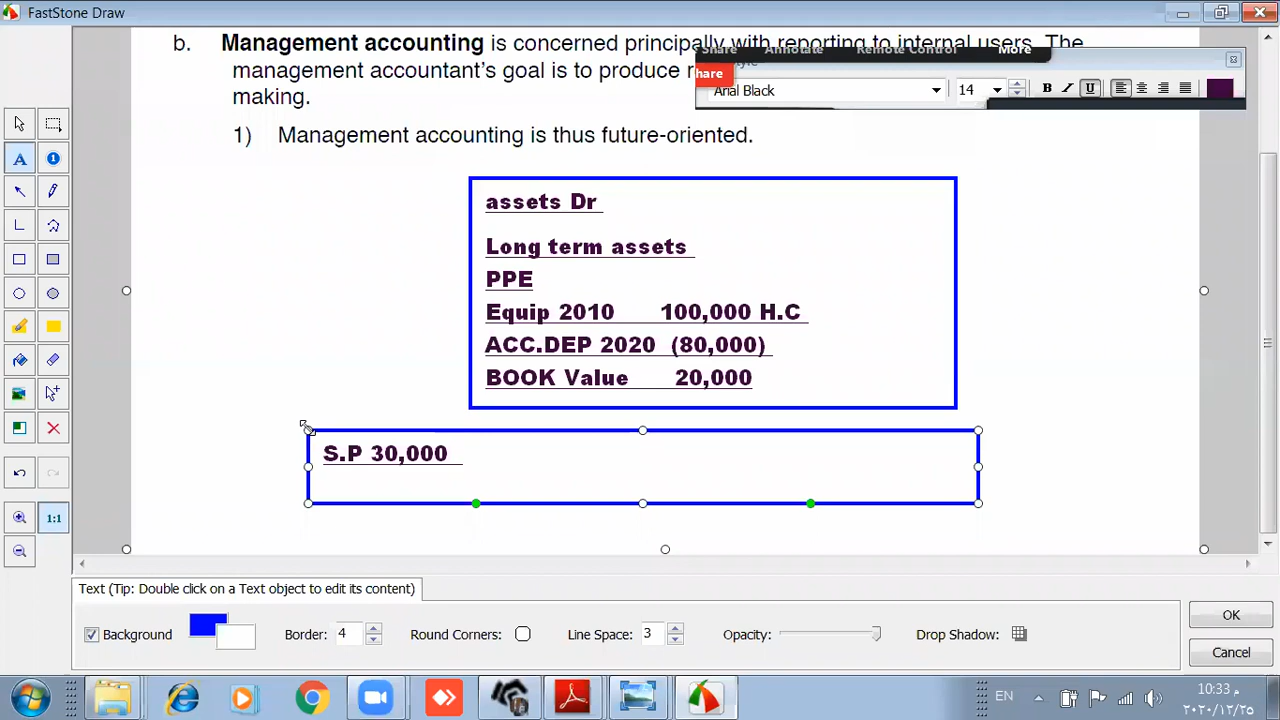 FastStone Draw
b. Management accounting is concerned principally with reporting to internal users. The
management accountant's goal is to produce
making.
Share Annotate Remote Control More
hare
Arial Black 14 B I U
1) Management accounting is thus future-oriented.
assets Dr
Long term assets
PPE
Equip 2010 100,000 H.C
ACC.DEP 2020 (80,000)
BOOK Value 20,000
S.P 30,000
1:1
Text (Tip: Double click on a Text object to edit its content)
Background Border: 4 Round Corners: Line Space: 3 Opacity: Drop Shadow:
OK
Cancel
EN
10:33 م
٢٠٢٠/١٢/٢٥